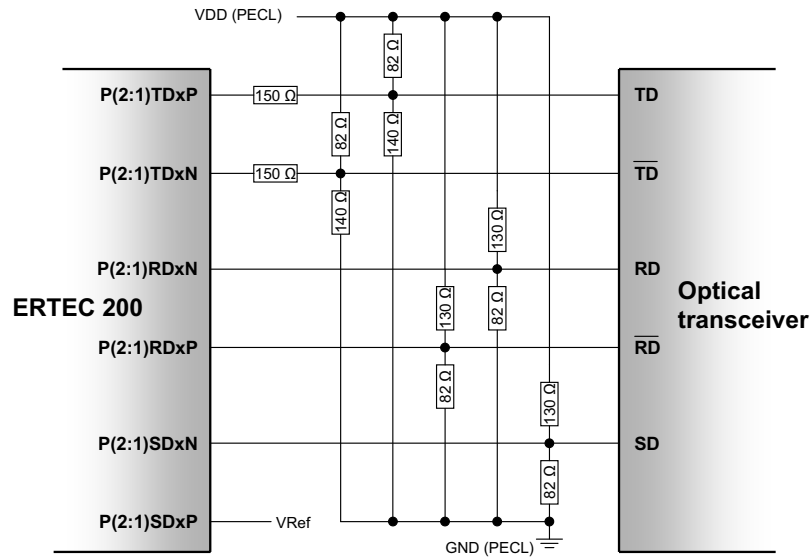 VDD (PECL)
82 Ω
P(2:1)TDxP
150 Ω
TD
82 Ω
140 Ω
P(2:1)TDxN
150 Ω
TD
140 Ω
130 Ω
P(2:1)RDxN
RD
ERTEC 200
130 Ω
82 Ω
Optical
transceiver
P(2:1)RDxP
RD
82 Ω
130 Ω
P(2:1)SDxN
SD
82 Ω
P(2:1)SDxP
VRef
GND (PECL)